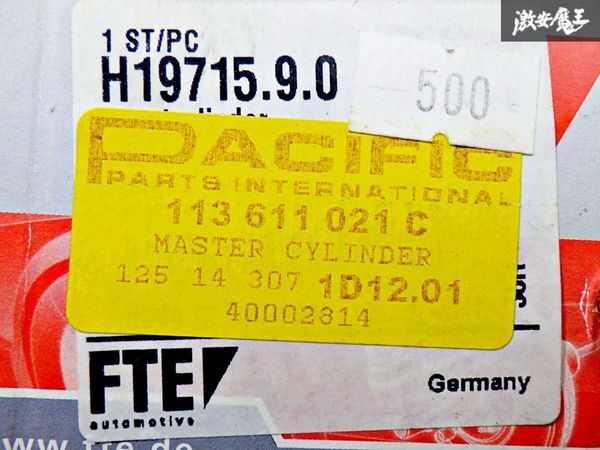 激安魔王
1 ST/PC
H19715.9.0
500
PACIFIC
PARTS INTERNATIONAL
113 611 021 C
MASTER CYLINDER
125 14 307 1D12.01
40002814
FTE
automotive
Germany